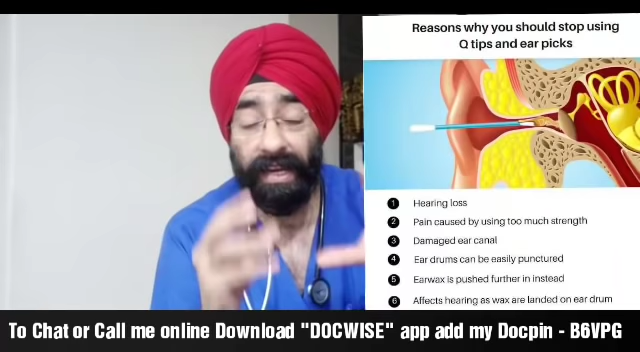 Reasons why you should stop using
Q tips and ear picks
1 Hearing loss
2 Pain caused by using too much strength
3 Damaged ear canal
4 Ear drums can be easily punctured
5 Earwax is pushed further in instead
6 Affects hearing as wax are landed on ear drum
To Chat or Call me online Download "DOCWISE" app add my Docpin - B6VPG